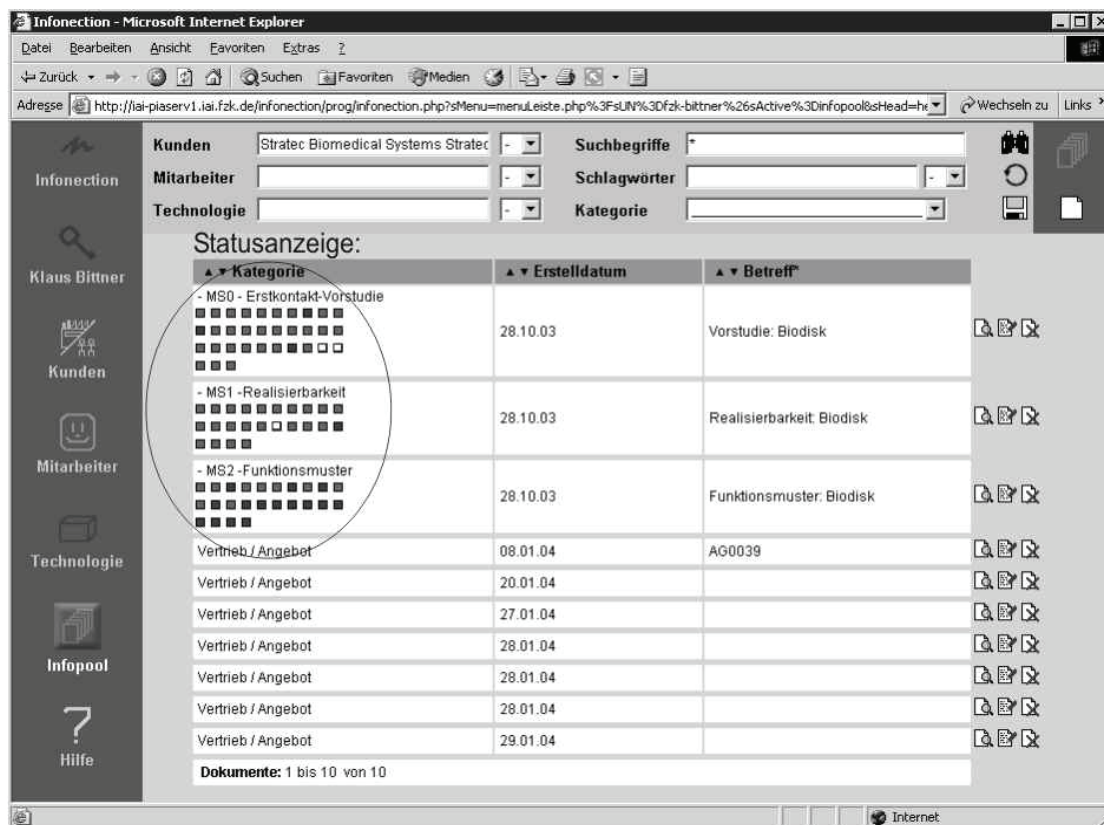 Infonection - Microsoft Internet Explorer
Datei Bearbeiten Ansicht Favoriten Extras ?
Zurück Suchen Favoriten Medien
Adresse http://iai-piaserv1.iai.fzk.de/infonection/prog/infonection.php?sMenu=menuLeiste.php%3FsUN%3Dfzk-bittner%26sActive%3Dinfopool&sHead=he Wechseln zu Links
Kunden Stratec Biomedical Systems Stratec - Suchbegriffe *
Infonection Mitarbeiter - Schlagwörter -
Technologie - Kategorie
Statusanzeige:
Klaus Bittner
Kategorie Erstelldatum Betreff*
- MS0 - Erstkontakt-Vorstudie
28.10.03 Vorstudie: Biodisk
Kunden
- MS1 -Realisierbarkeit
28.10.03 Realisierbarkeit: Biodisk
Mitarbeiter
- MS2 -Funktionsmuster
28.10.03 Funktionsmuster: Biodisk
Vertrieb / Angebot 08.01.04 AG0039
Technologie
Vertrieb / Angebot 20.01.04
Vertrieb / Angebot 27.01.04
Vertrieb / Angebot 28.01.04
Infopool
Vertrieb / Angebot 28.01.04
Vertrieb / Angebot 28.01.04
Vertrieb / Angebot 29.01.04
Hilfe
Dokumente: 1 bis 10 von 10
Internet